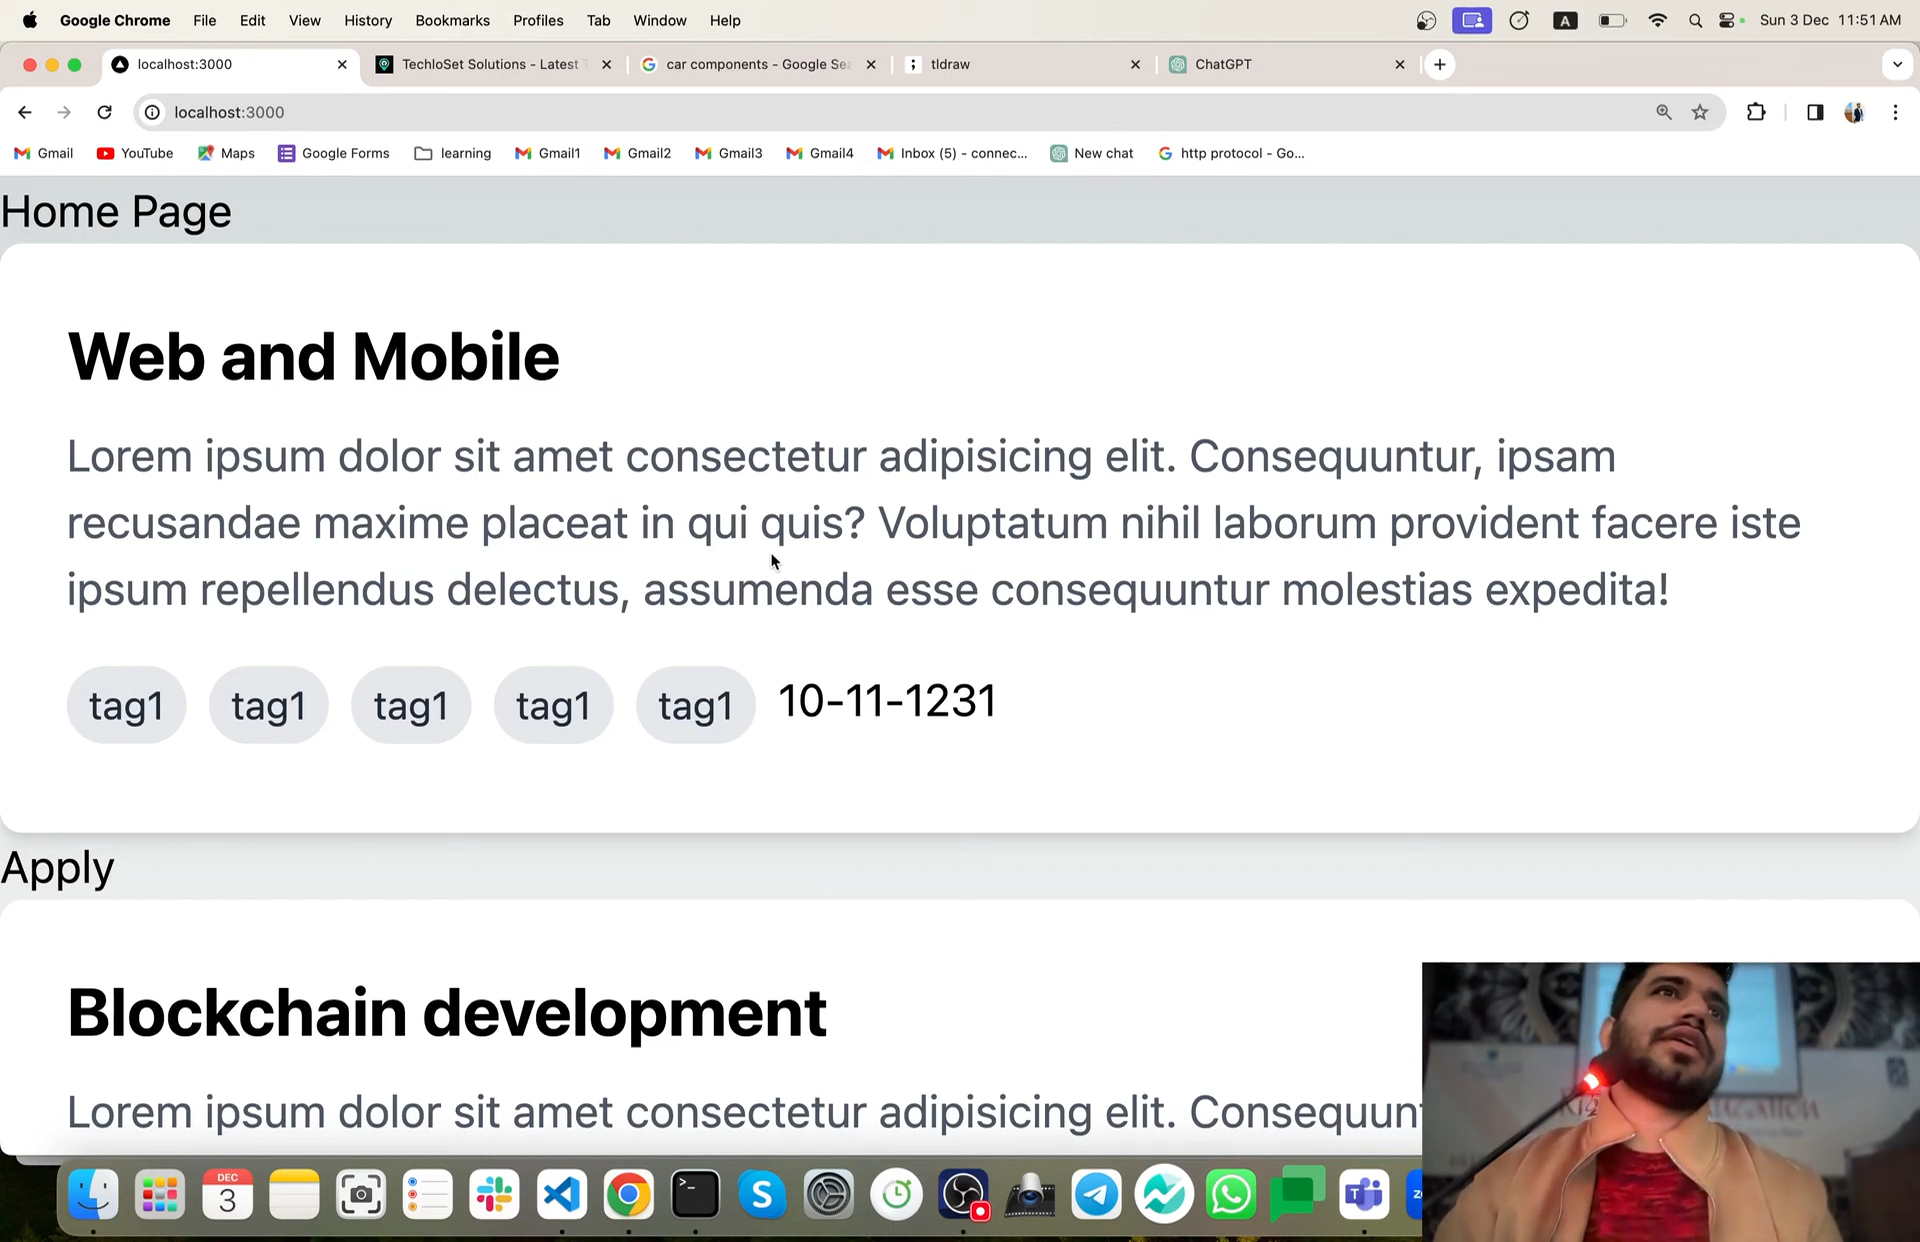 Google Chrome File Edit View History Bookmarks Profiles Tab Window Help A Sun 3 Dec 11:51 AM
localhost:3000 TechloSet Solutions - Latest car components - Google Sea tldraw ChatGPT
localhost:3000
Gmail YouTube Maps Google Forms learning Gmail1 Gmail2 Gmail3 Gmail4 Inbox (5) - connec... New chat http protocol - Go...
Home Page
Web and Mobile
Lorem ipsum dolor sit amet consectetur adipisicing elit. Consequuntur, ipsam
recusandae maxime placeat in qui quis? Voluptatum nihil laborum provident facere iste
ipsum repellendus delectus, assumenda esse consequuntur molestias expedita!
tag1 tag1 tag1 tag1 tag1 10-11-1231
Apply
Blockchain development
Lorem ipsum dolor sit amet consectetur adipisicing elit. Consequunt
DEC
3